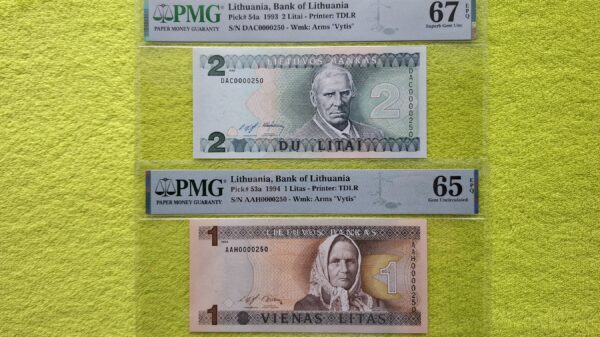 PMG
PAPER MONEY GUARANTY
Lithuania, Bank of Lithuania
Pick# 54a 1993 2 Litai - Printer: TDLR
S/N DAC0000250 - Wmk: Arms "Vytis"
67 EPQ
Superb Gem Unc
2
LIETUVOS BANKAS
1993
DAC0000250
2
DAC0000250
2
DU LITAI
PMG
PAPER MONEY GUARANTY
Lithuania, Bank of Lithuania
Pick# 53a 1994 1 Litas - Printer: TDLR
S/N AAH0000250 - Wmk: Arms "Vytis"
65 EPQ
Gem Uncirculated
1
LIETUVOS BANKAS
1994
AAH0000250
1
AAH0000250
1
VIENAS LITAS